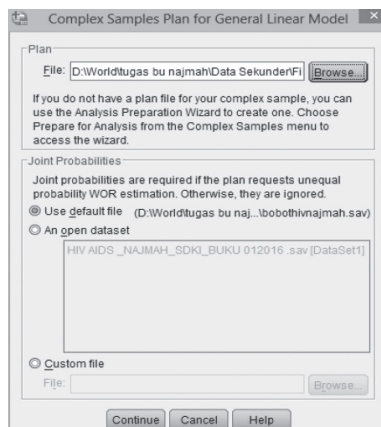 Complex Samples Plan for General Linear Model
Plan
File: D:\World\tugas bu najmah\Data Sekunder\Fi Browse...
If you do not have a plan file for your complex sample, you can
use the Analysis Preparation Wizard to create one. Choose
Prepare for Analysis from the Complex Samples menu to
access the wizard.
Joint Probabilities
Joint probabilities are required if the plan requests unequal
probability WOR estimation. Otherwise, they are ignored.
Use default file (D:\World\tugas bu naj...\bobothivnajmah.sav)
An open dataset
HIV AIDS _NAJMAH_SDKI_BUKU 012016 .sav [DataSet1]
Custom file
File: Browse...
Continue Cancel Help